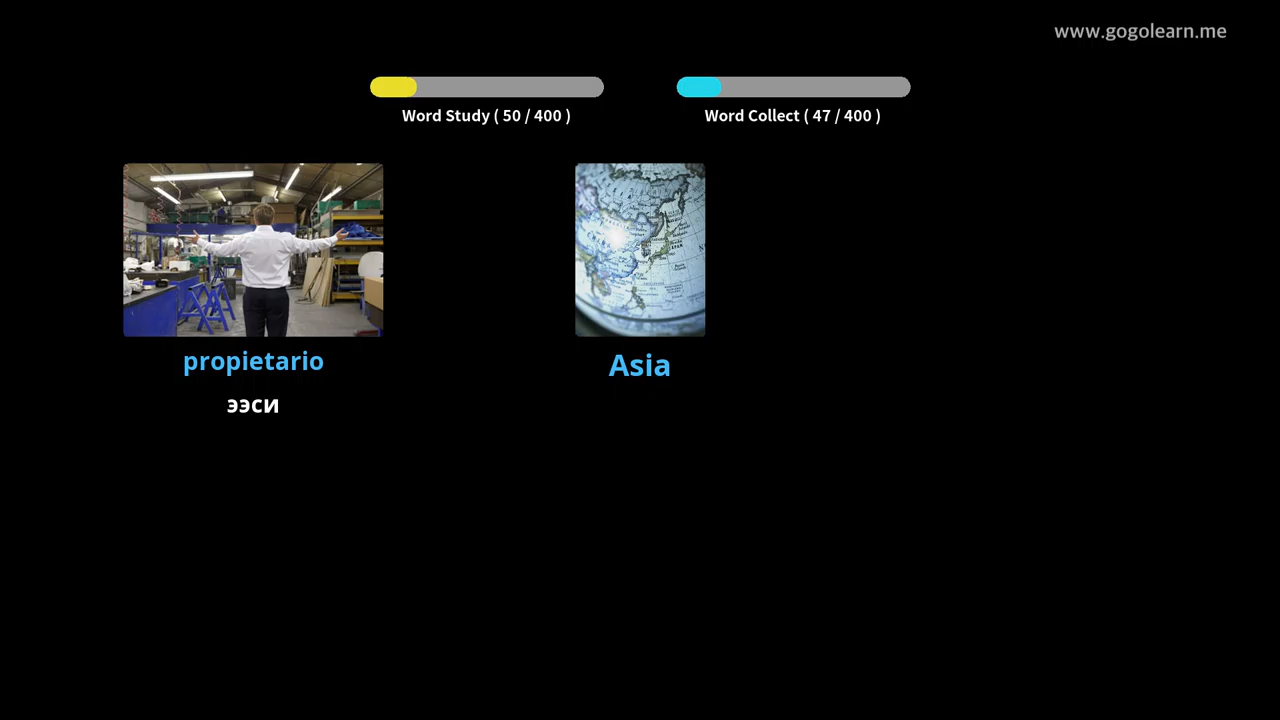 www.gogolearn.me
Word Study ( 50 / 400 )
Word Collect ( 47 / 400 )
propietario
ээси
Asia